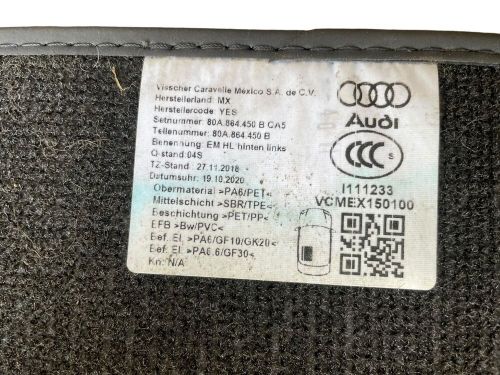 Visscher Caravelle México S.A. de C.V.
Herstellerland: MX
Herstellercode: YES
Setnummer: 80A.864.450 B CA5
Teilenummer: 80A.864.450 B
Benennung: EM HL hinten links
Q-stand: 04S
TZ-Stand : 27.11.2018
Datumsuhr: 19.10.2020
Obermaterial >PA6/PET<
Mittelschicht >SBR/TPE<
Beschichtung >PET/PP<
EFB >Bw/PVC<
Bef. El. >PA6/GF10/GK20<
Bef. El. >PA6.6/GF30<
Kn: N/A
Audi
CCC S
I111233
VCMEX150100